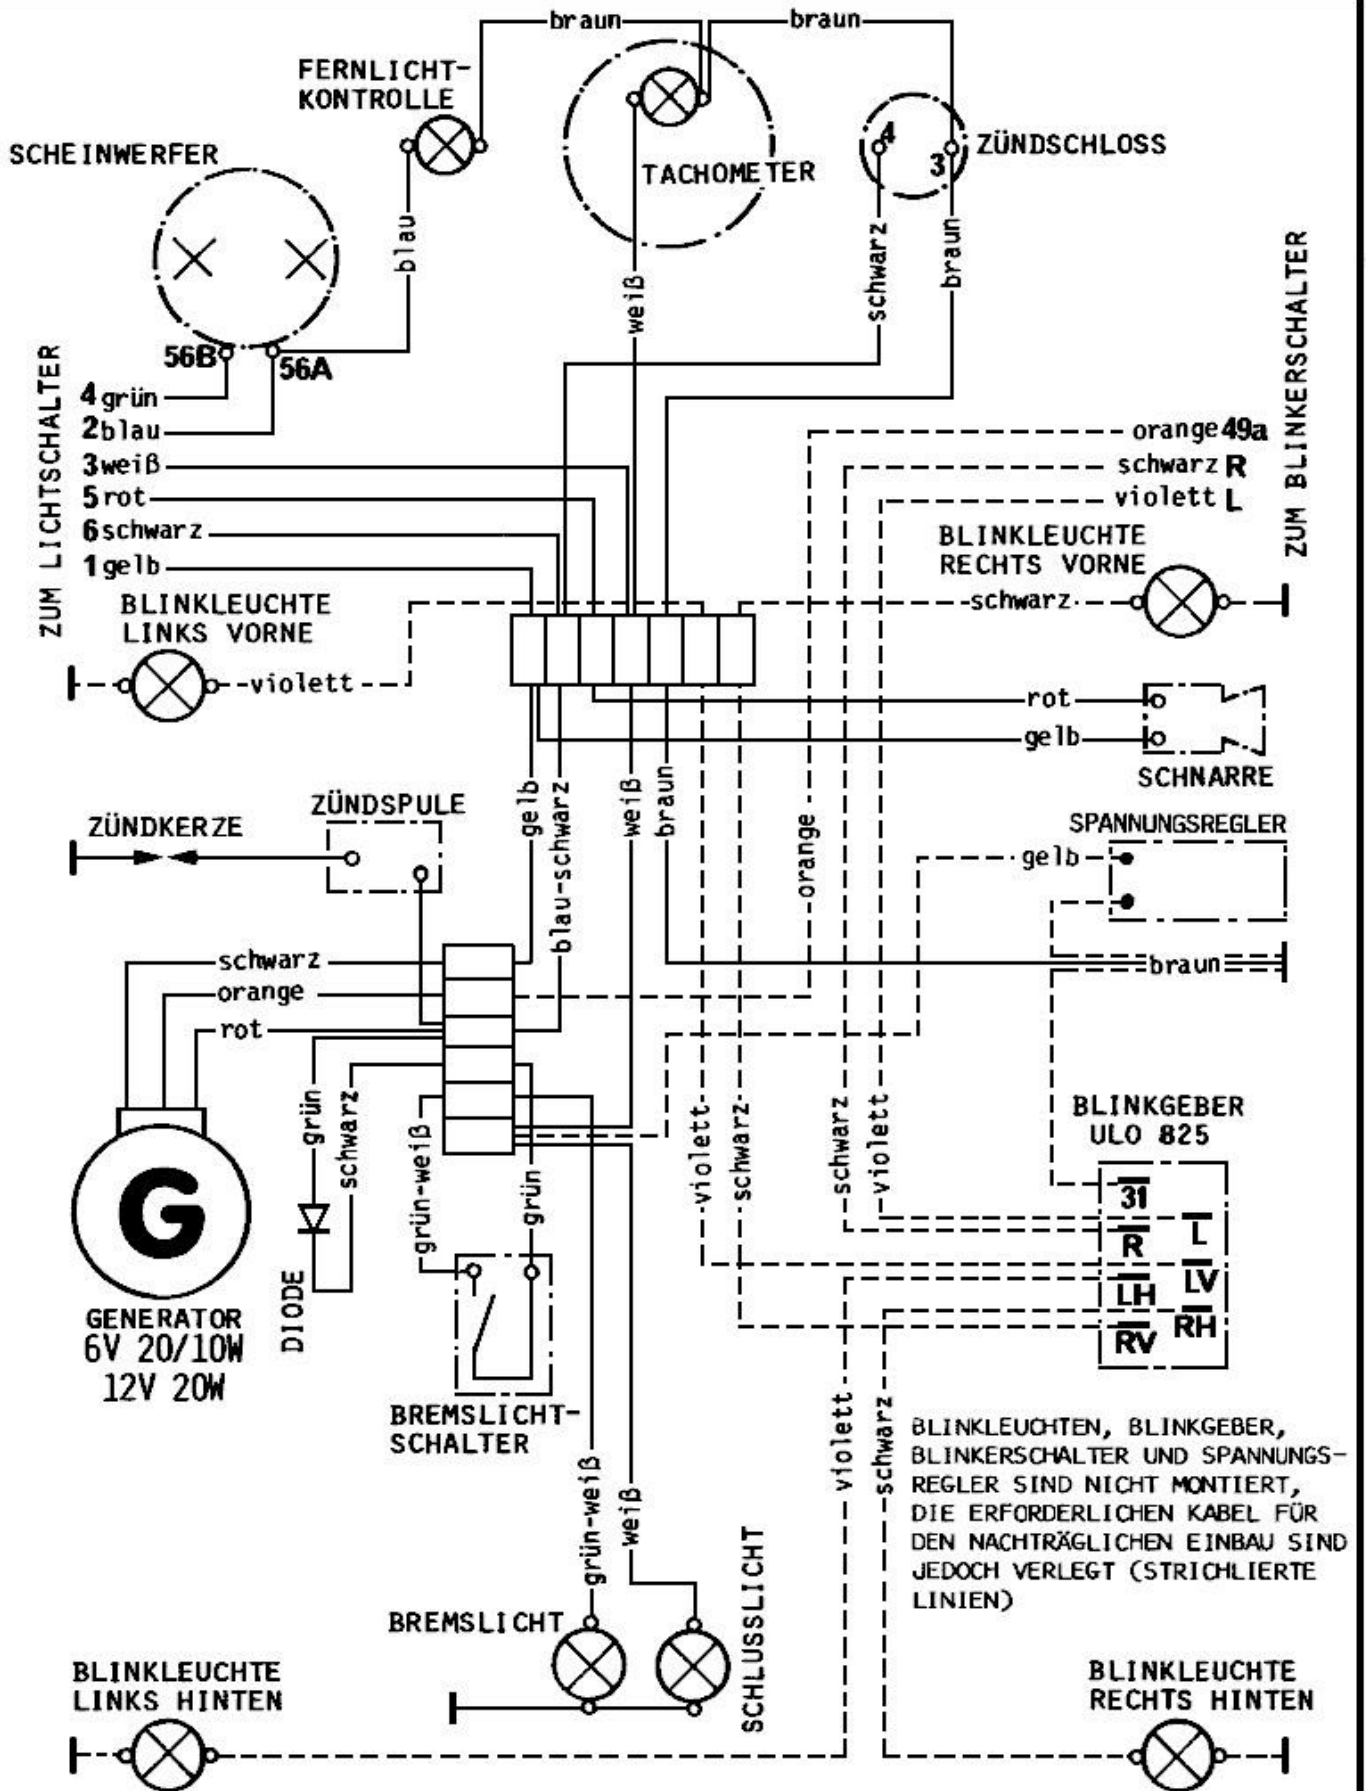 braun
braun
FERNLICHT-
KONTROLLE
SCHEINWERFER
TACHOMETER
4
3
ZÜNDSCHLOSS
blau
weiß
schwarz
braun
56B
56A
ZUM LICHTSCHALTER
4 grün
2 blau
3 weiß
5 rot
6 schwarz
1 gelb
ZUM BLINKERSCHALTER
orange 49a
schwarz R
violett L
BLINKLEUCHTE
RECHTS VORNE
schwarz
BLINKLEUCHTE
LINKS VORNE
violett
rot
gelb
SCHNARRE
ZÜNDSPULE
ZÜNDKERZE
gelb
blau-schwarz
weiß
braun
orange
SPANNUNGSREGLER
gelb
braun
schwarz
orange
rot
grün
schwarz
grün-weiß
grün
violett
schwarz
schwarz
violett
G
GENERATOR
6V 20/10W
12V 20W
DIODE
BREMSLICHT-
SCHALTER
BLINKGEBER
ULO 825
31
L
R
LV
LH
RH
RV
grün-weiß
weiß
violett
schwarz
BLINKLEUCHTEN, BLINKGEBER,
BLINKERSCHALTER UND SPANNUNGS-
REGLER SIND NICHT MONTIERT,
DIE ERFORDERLICHEN KABEL FÜR
DEN NACHTRÄGLICHEN EINBAU SIND
JEDOCH VERLEGT (STRICHLIERTE
LINIEN)
BREMSLICHT
SCHLUSSLICHT
BLINKLEUCHTE
LINKS HINTEN
BLINKLEUCHTE
RECHTS HINTEN